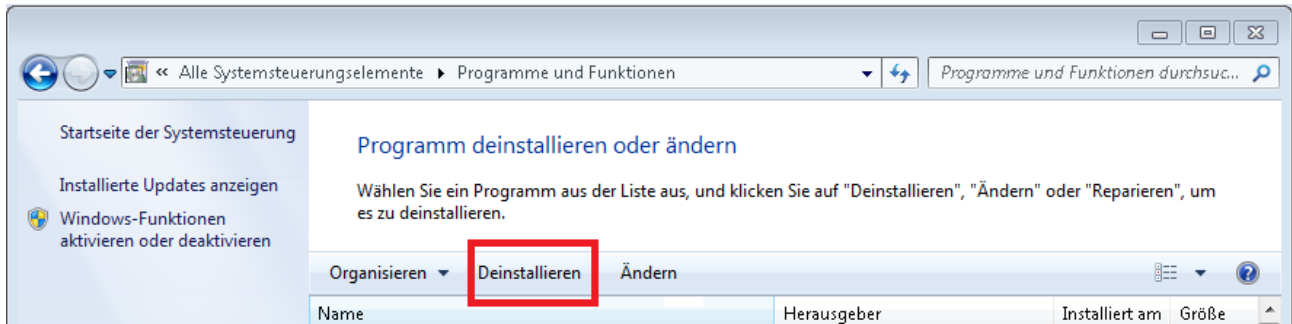 « Alle Systemsteuerungselemente ▸ Programme und Funktionen
Programme und Funktionen durchsuc...
Startseite der Systemsteuerung
Installierte Updates anzeigen
Windows-Funktionen
aktivieren oder deaktivieren
Programm deinstallieren oder ändern
Wählen Sie ein Programm aus der Liste aus, und klicken Sie auf "Deinstallieren", "Ändern" oder "Reparieren", um
es zu deinstallieren.
Organisieren Deinstallieren Ändern
Name Herausgeber Installiert am Größe